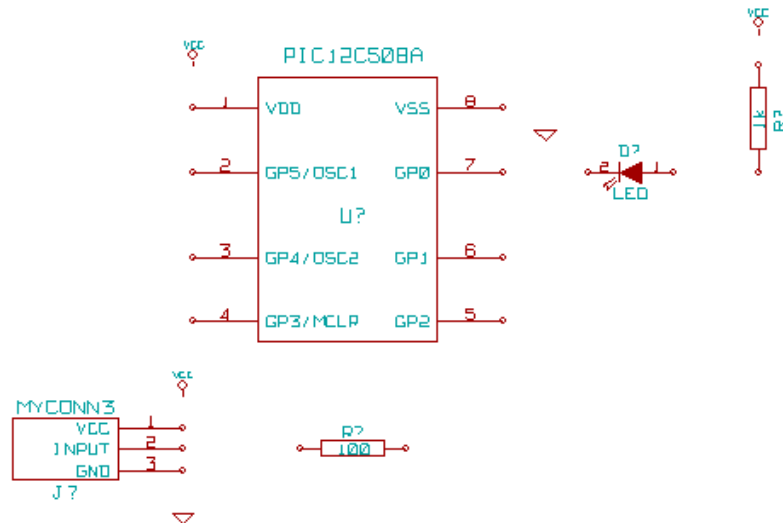 VCC
VCC
PIC12C508A
1 VDD VSS 8
1k
R?
D?
2 GP5/OSC1 GP0 7
2 1
LED
U?
3 GP4/OSC2 GP1 6
4 GP3/MCLR GP2 5
VCC
MYCONN3
VCC 1
R?
INPUT 2
100
GND 3
J?